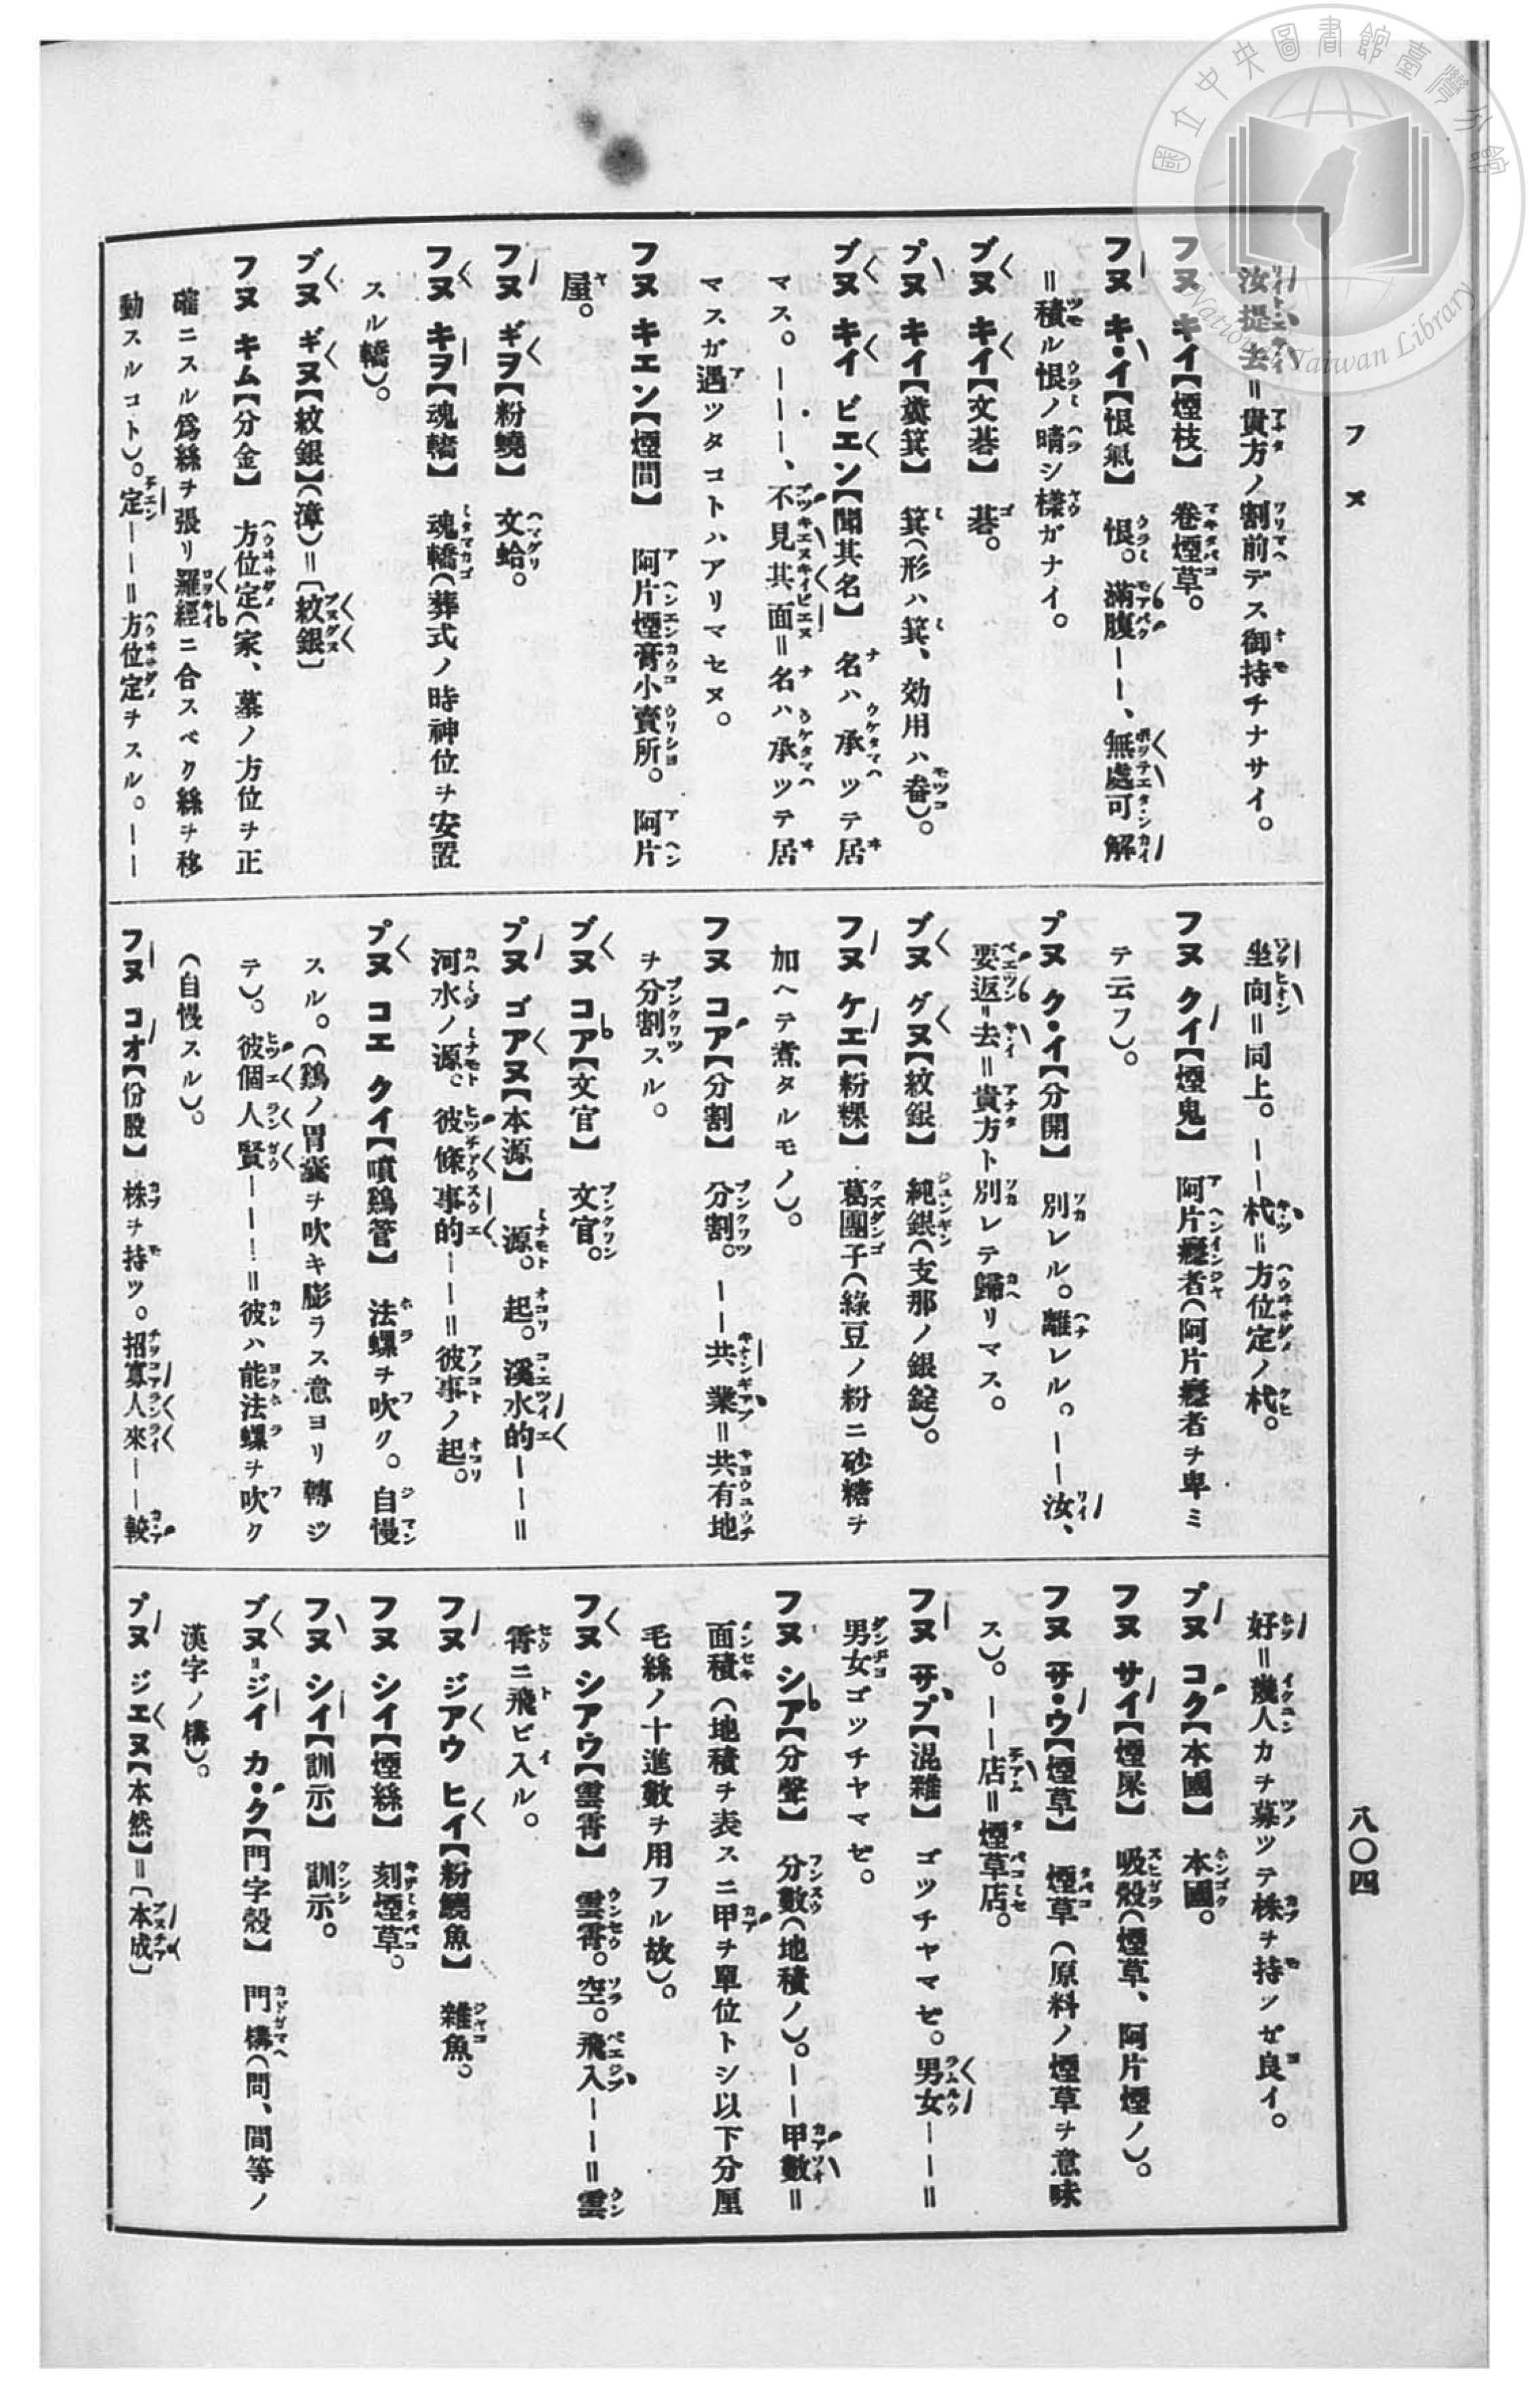 フヌ
八〇四
汝提去＝貴方ノ割前デス御持チナサイ。
フヌ キイ【煙枝】 卷煙草。
フヌ キ・イ【恨氣】 恨。滿腹ーー、無處可解
＝積ル恨ノ晴シ樣ガナイ。
ブヌ キイ【文碁】 碁。
プヌ キイ【糞箕】 箕(形ハ箕、効用ハ畚)。
ブヌ キイ ビエン【聞其名】 名ハ承ツテ居
マス。ーーー、不見其面＝名ハ承ツテ居
マスガ遇ツタコトハアリマセヌ。
フヌ キエン【煙間】 阿片煙膏小賣所。阿片
屋。
フヌ ギヲ【粉蟯】 文蛤。
フヌ キヲ【魂轎】 魂轎(葬式ノ時神位ヲ安置
スル轎)。
ブヌ ギヌ【紋銀】(漳)＝〔紋銀〕
フヌ キム【分金】 方位定(家、墓ノ方位ヲ正
確ニスル爲絲ヲ張リ羅經ニ合スベク絲ヲ移
動スルコト)。定ーー＝方位定ヲスル。ーー
坐向＝同上。ーー杙＝方位定ノ杙。
フヌ クイ【煙鬼】 阿片癮者(阿片癮者ヲ卑ミ
テ云フ)。
プヌ ク・イ【分開】 別レル。離レル。ーー汝、
要返去＝貴方ト別レテ歸リマス。
ブヌ グヌ【紋銀】 純銀(支那ノ銀錠)。
フヌ ケエ【粉粿】 葛團子(綠豆ノ粉ニ砂糖ヲ
加ヘテ煮タルモノ)。
フヌ コア【分割】 分割。ーー共業＝共有地
ヲ分割スル。
ブヌ コア【文官】 文官。
プヌ ゴアヌ【本源】 源。起。溪水的ーーー＝
河水ノ源。彼條事的ーー＝彼事ノ起。
プヌ コエ クイ【噴鷄管】 法螺ヲ吹ク。自慢
スル。(鷄ノ胃嚢ヲ吹キ膨ラス意ヨリ轉ジ
テ)。彼個人賢ーーー＝彼ハ能法螺ヲ吹ク
(自慢スル)。
フヌ コオ【份股】 株ヲ持ツ。招寡人來ーー較
好＝幾人カヲ募ツテ株ヲ持ツゼ良イ。
プヌ コク【本國】 本國。
フヌ サイ【煙屎】 吸殼(煙草、阿片煙ノ)。
フヌ サ・ウ【煙草】 煙草(原料ノ煙草ヲ意味
ス)。ーー店＝煙草店。
フヌ サプ【混雜】 ゴツチヤマゼ。男女ーーー＝
男女ゴツチヤマゼ。
フヌ シア【分聲】 分數(地積ノ)。ーー甲數＝
面積(地積ヲ表スニ甲ヲ單位トシ以下分厘
毛絲ノ十進數ヲ用フル故)。
フヌ シアウ【雲霄】 雲霄。空。飛入ーー＝雲
霄ニ飛ビ入ル。
フヌ ジアウ ヒイ【粉鱙魚】 雜魚。
フヌ シイ【煙絲】 刻煙草。
フヌ シイ【訓示】 訓示。
ブヌ ジイ カ・ク【門字殼】 門構(問、間等ノ
漢字ノ構)。
プヌ ジエヌ【本然】＝〔本成〕